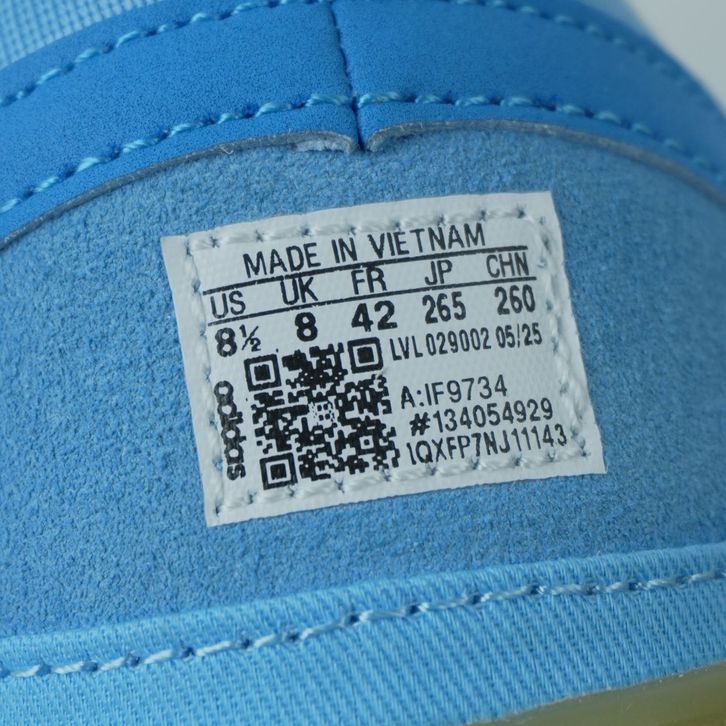 MADE IN VIETNAM
US UK FR JP CHN
8½ 8 42 265 260
LVL 029002 05/25
adidas
A:IF9734
#134054929
1QXFP7NJ11143